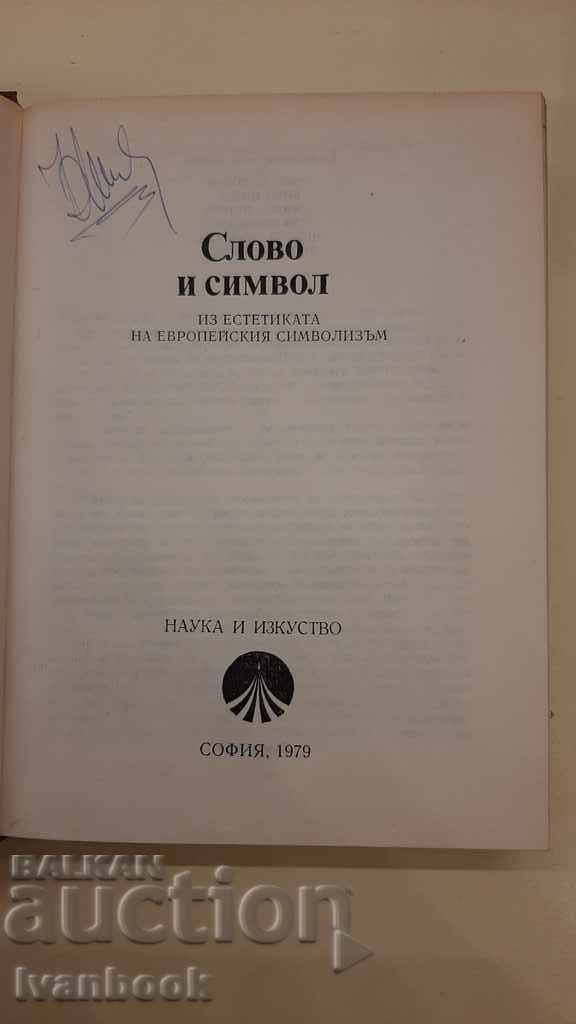 Слово
и символ
ИЗ ЕСТЕТИКАТА
НА ЕВРОПЕЙСКИЯ СИМВОЛИЗЪМ
НАУКА И ИЗКУСТВО
СОФИЯ, 1979
BALKAN
auction
Ivanbook